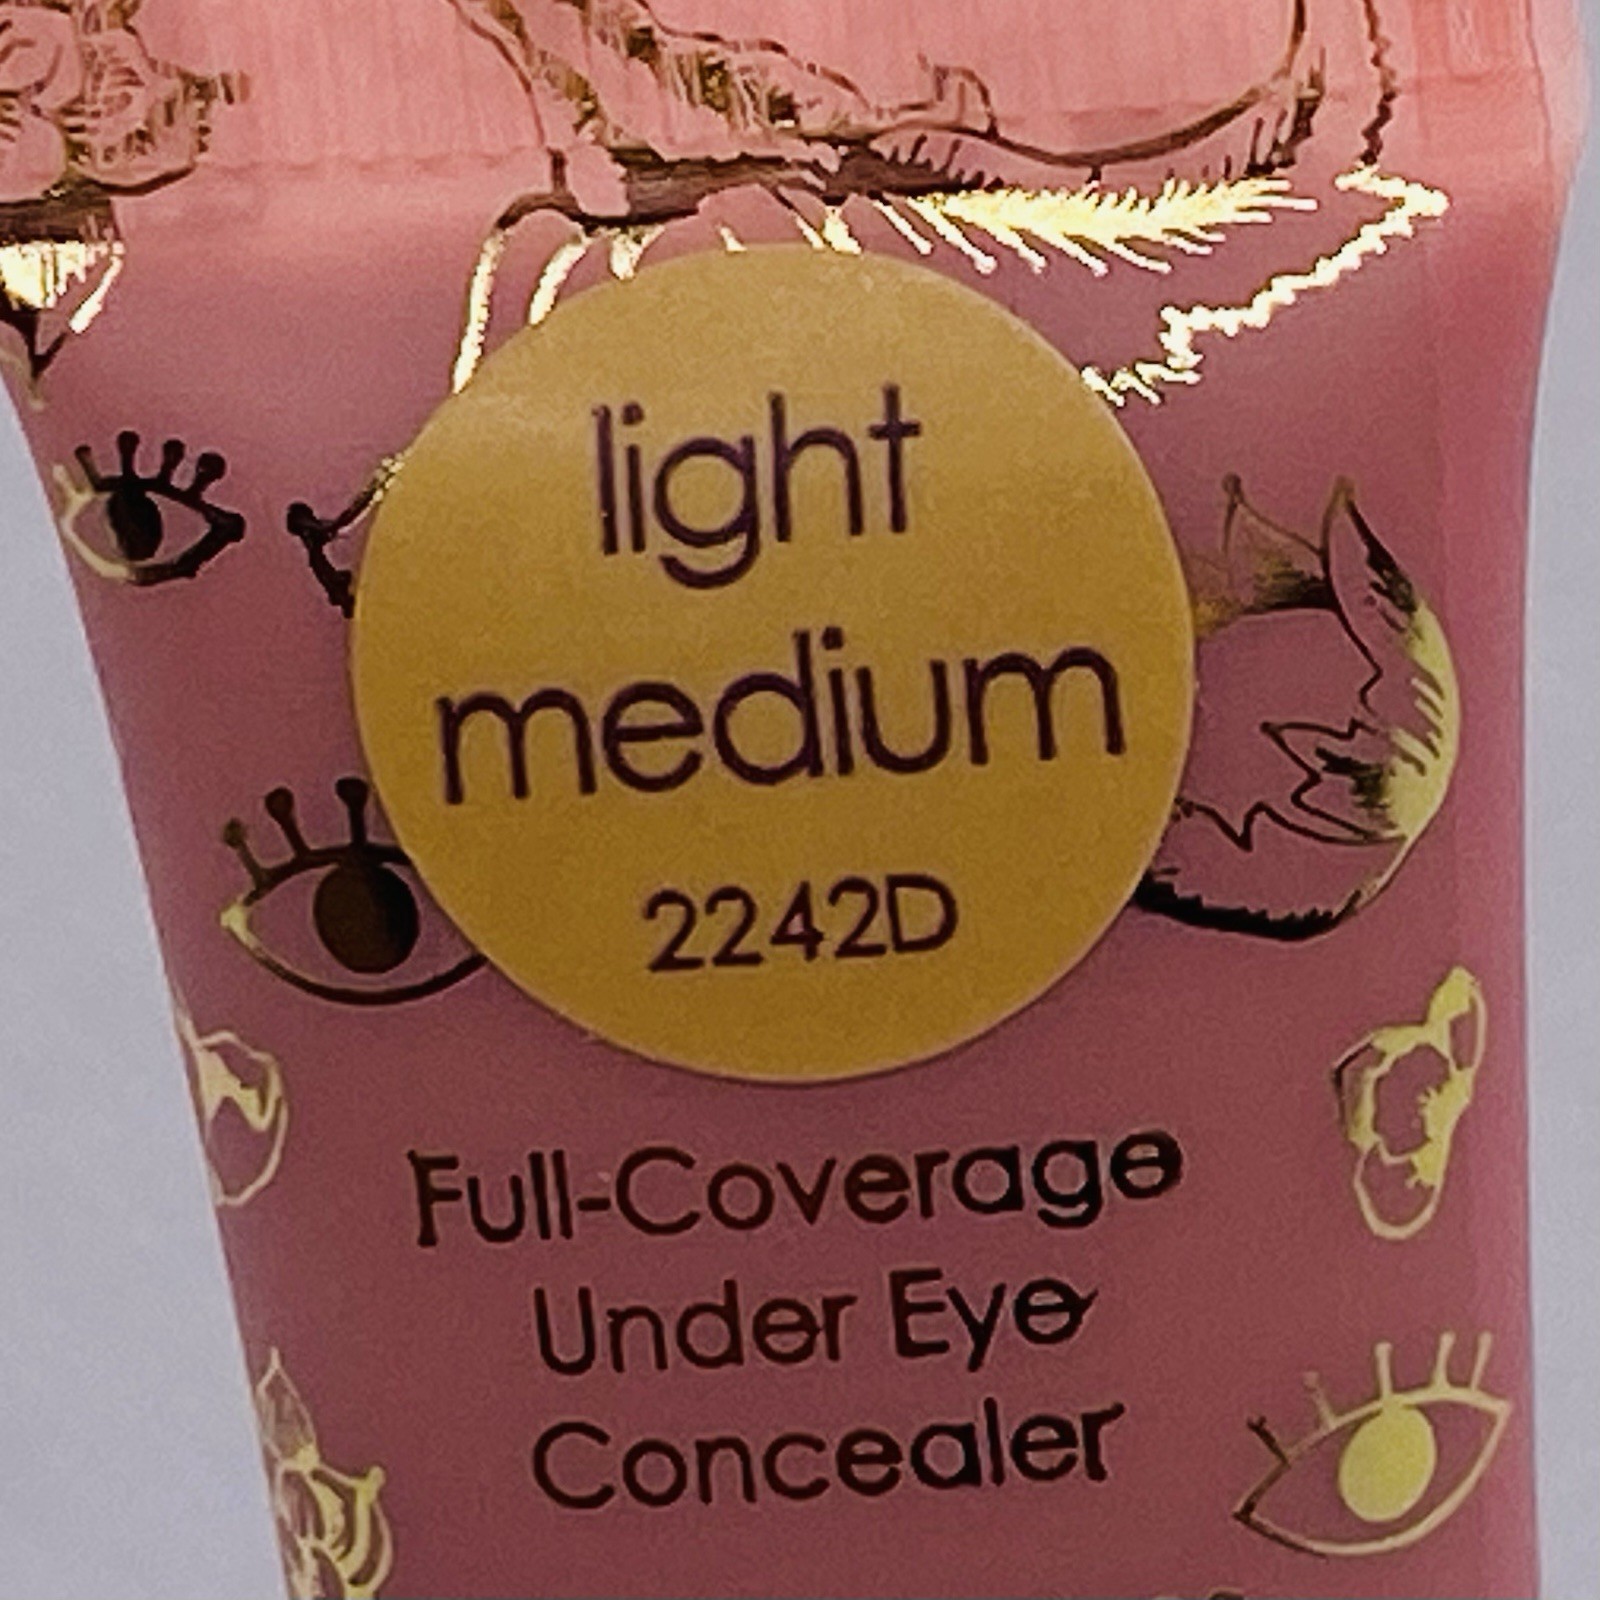 light
medium
2242D
Full-Coverage
Under Eye
Concealer